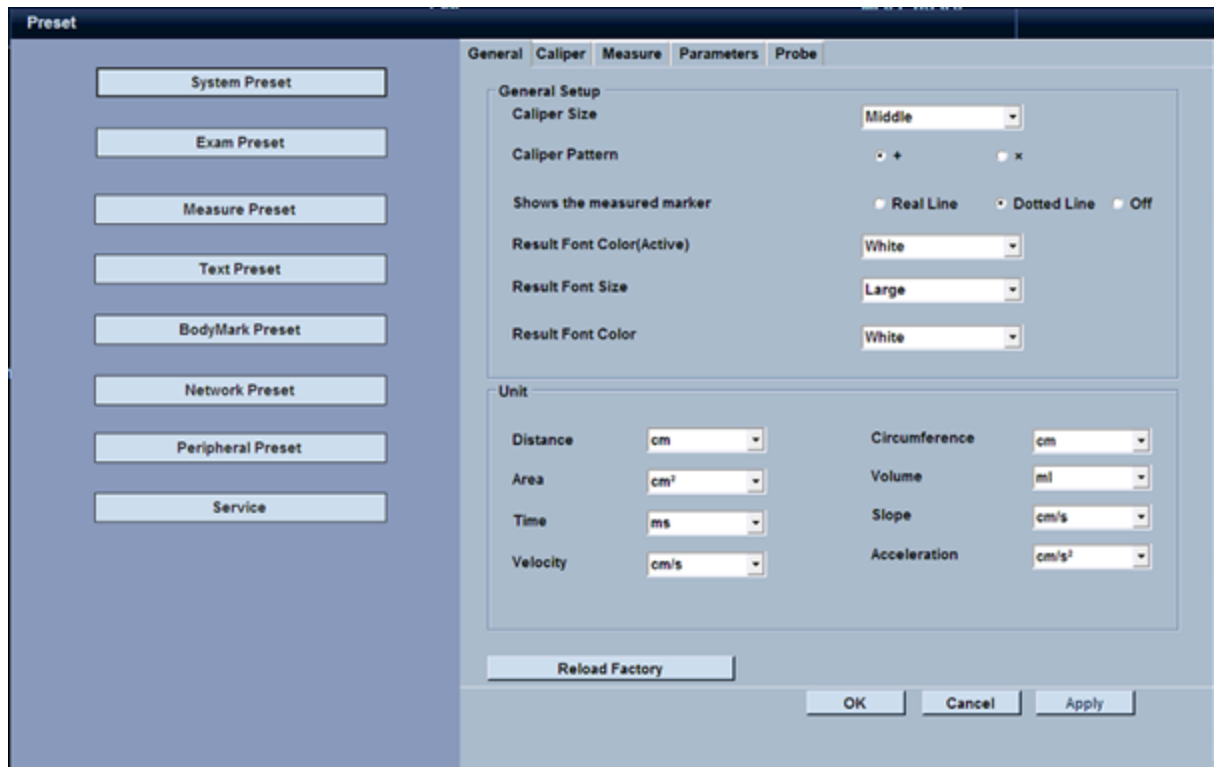 Preset
System Preset
Exam Preset
Measure Preset
Text Preset
BodyMark Preset
Network Preset
Peripheral Preset
Service
General Caliper Measure Parameters Probe
General Setup
Caliper Size Middle
Caliper Pattern + ×
Shows the measured marker Real Line Dotted Line Off
Result Font Color(Active) White
Result Font Size Large
Result Font Color White
Unit
Distance cm Circumference cm
Area cm² Volume ml
Time ms Slope cm/s
Velocity cm/s Acceleration cm/s²
Reload Factory
OK Cancel Apply